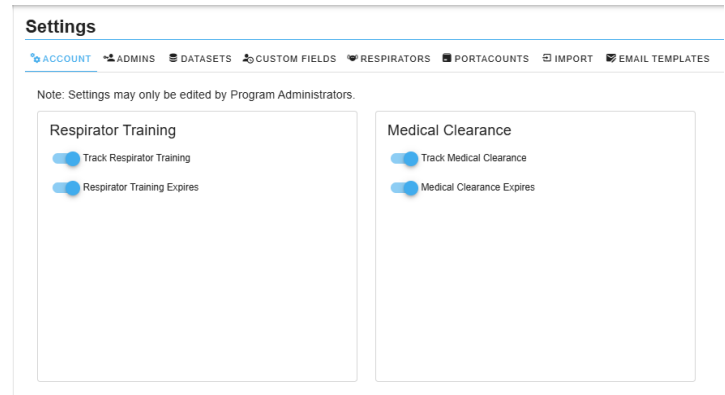 Settings
ACCOUNT ADMINS DATASETS CUSTOM FIELDS RESPIRATORS PORTACOUNTS IMPORT EMAIL TEMPLATES
Note: Settings may only be edited by Program Administrators.
Respirator Training
Track Respirator Training
Respirator Training Expires
Medical Clearance
Track Medical Clearance
Medical Clearance Expires